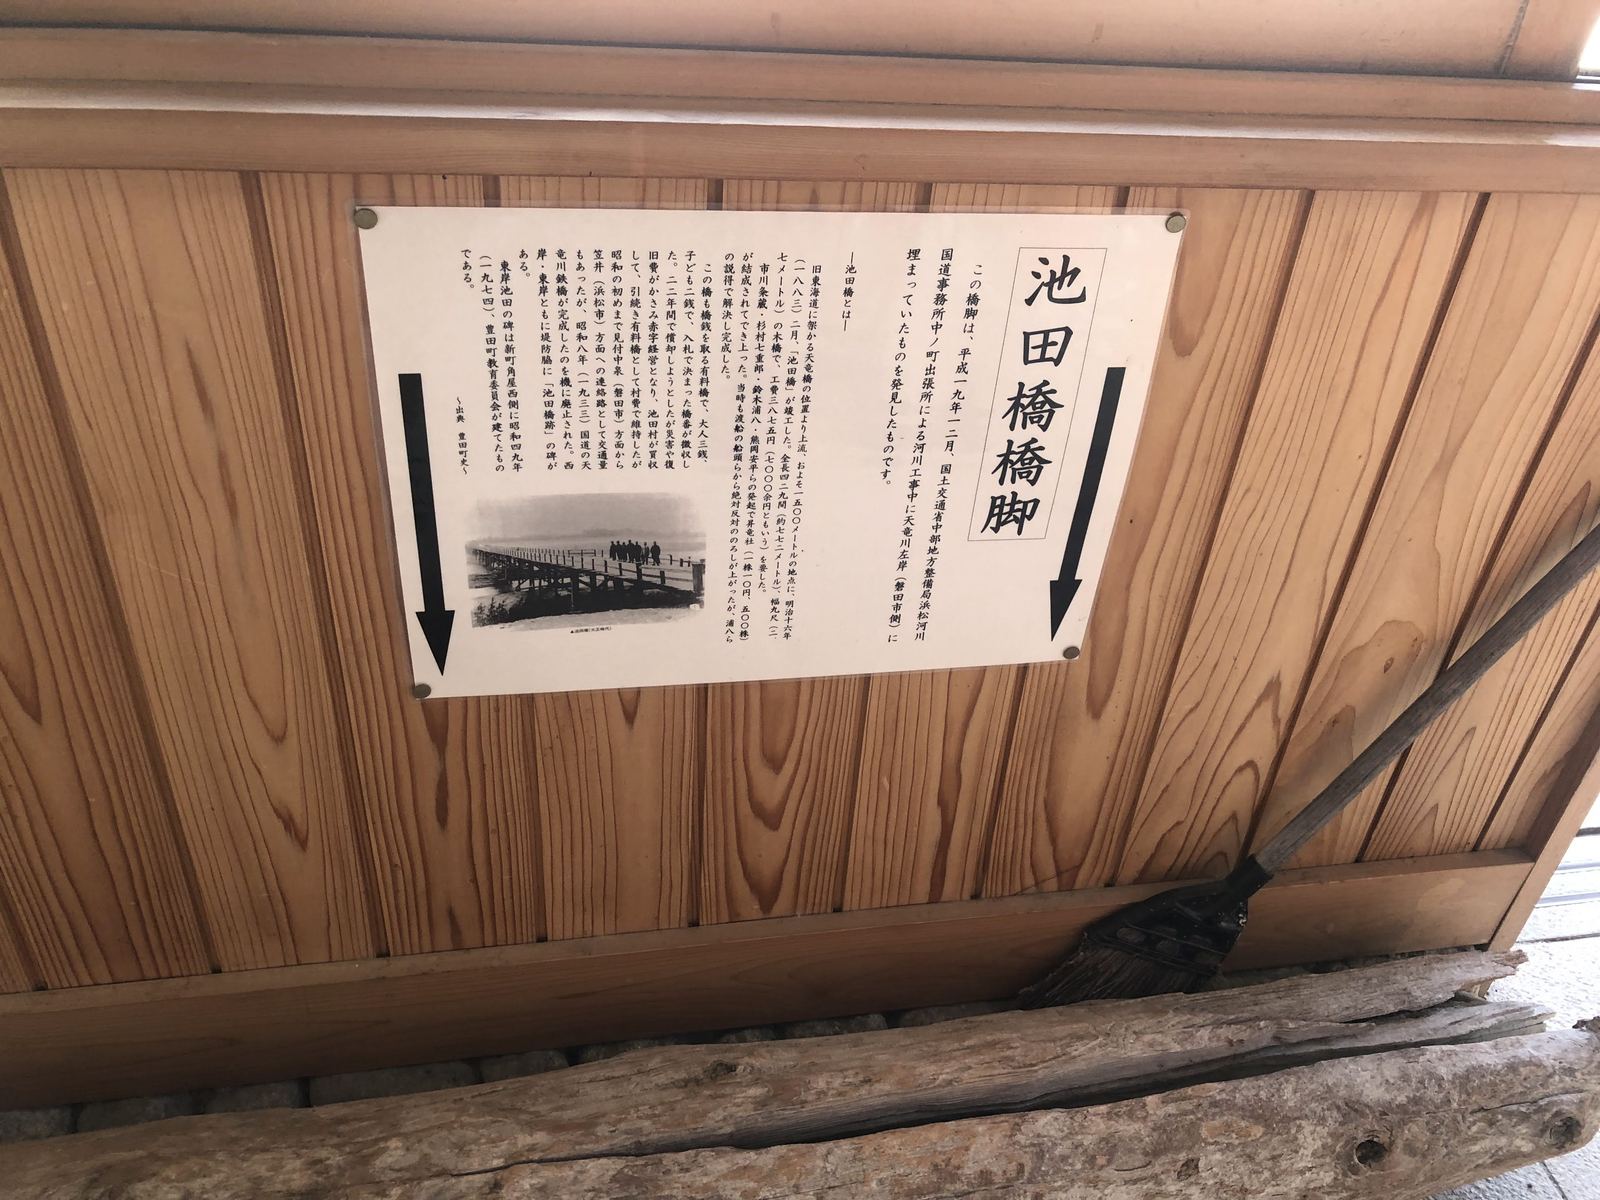 池田橋橋脚
この橋脚は、平成一九年一二月、国土交通省中部地方整備局浜松河川
国道事務所中ノ町出張所による河川工事中に天竜川左岸（磐田市側）に
埋まっていたものを発見したものです。
―池田橋とは―
旧東海道に架かる天竜橋の位置より上流、およそ一五〇〇メートルの地点に、明治十六年
（一八八三）二月、「池田橋」が竣工した。全長四二九間（約七七二メートル）、幅九尺（二.
七メートル）の木橋で、工費三八七五円（七〇〇〇余円ともいう）を要した。
市川条蔵・杉村七重郎・鈴木浦八・熊岡安平らの発起で昇竜社（一株一〇円、五〇〇株）
が結成されてでき上った。当時も渡船の船頭らから絶対反対ののろしが上がったが、浦八ら
の説得で解決し完成した。
この橋も橋銭を取る有料橋で、大人三銭、
子ども二銭で、入札で決まった橋番が徴収し
た。二二年間で償却しようとしたが災害や復
旧費がかさみ赤字経営となり、池田村が買収
して、引続き有料橋として村費で維持したが
昭和の初めまで見付中泉（磐田市）方面から
笠井（浜松市）方面への連絡路として交通量
もあったが、昭和八年（一九三三）国道の天
竜川鉄橋が完成したのを機に廃止された。西
岸・東岸ともに堤防脇に「池田橋跡」の碑が
ある。
東岸池田の碑は新町角屋西側に昭和四九年
（一九七四）、豊田町教育委員会が建てたもの
である。
～出典　豊田町史～
▲池田橋(大正時代)